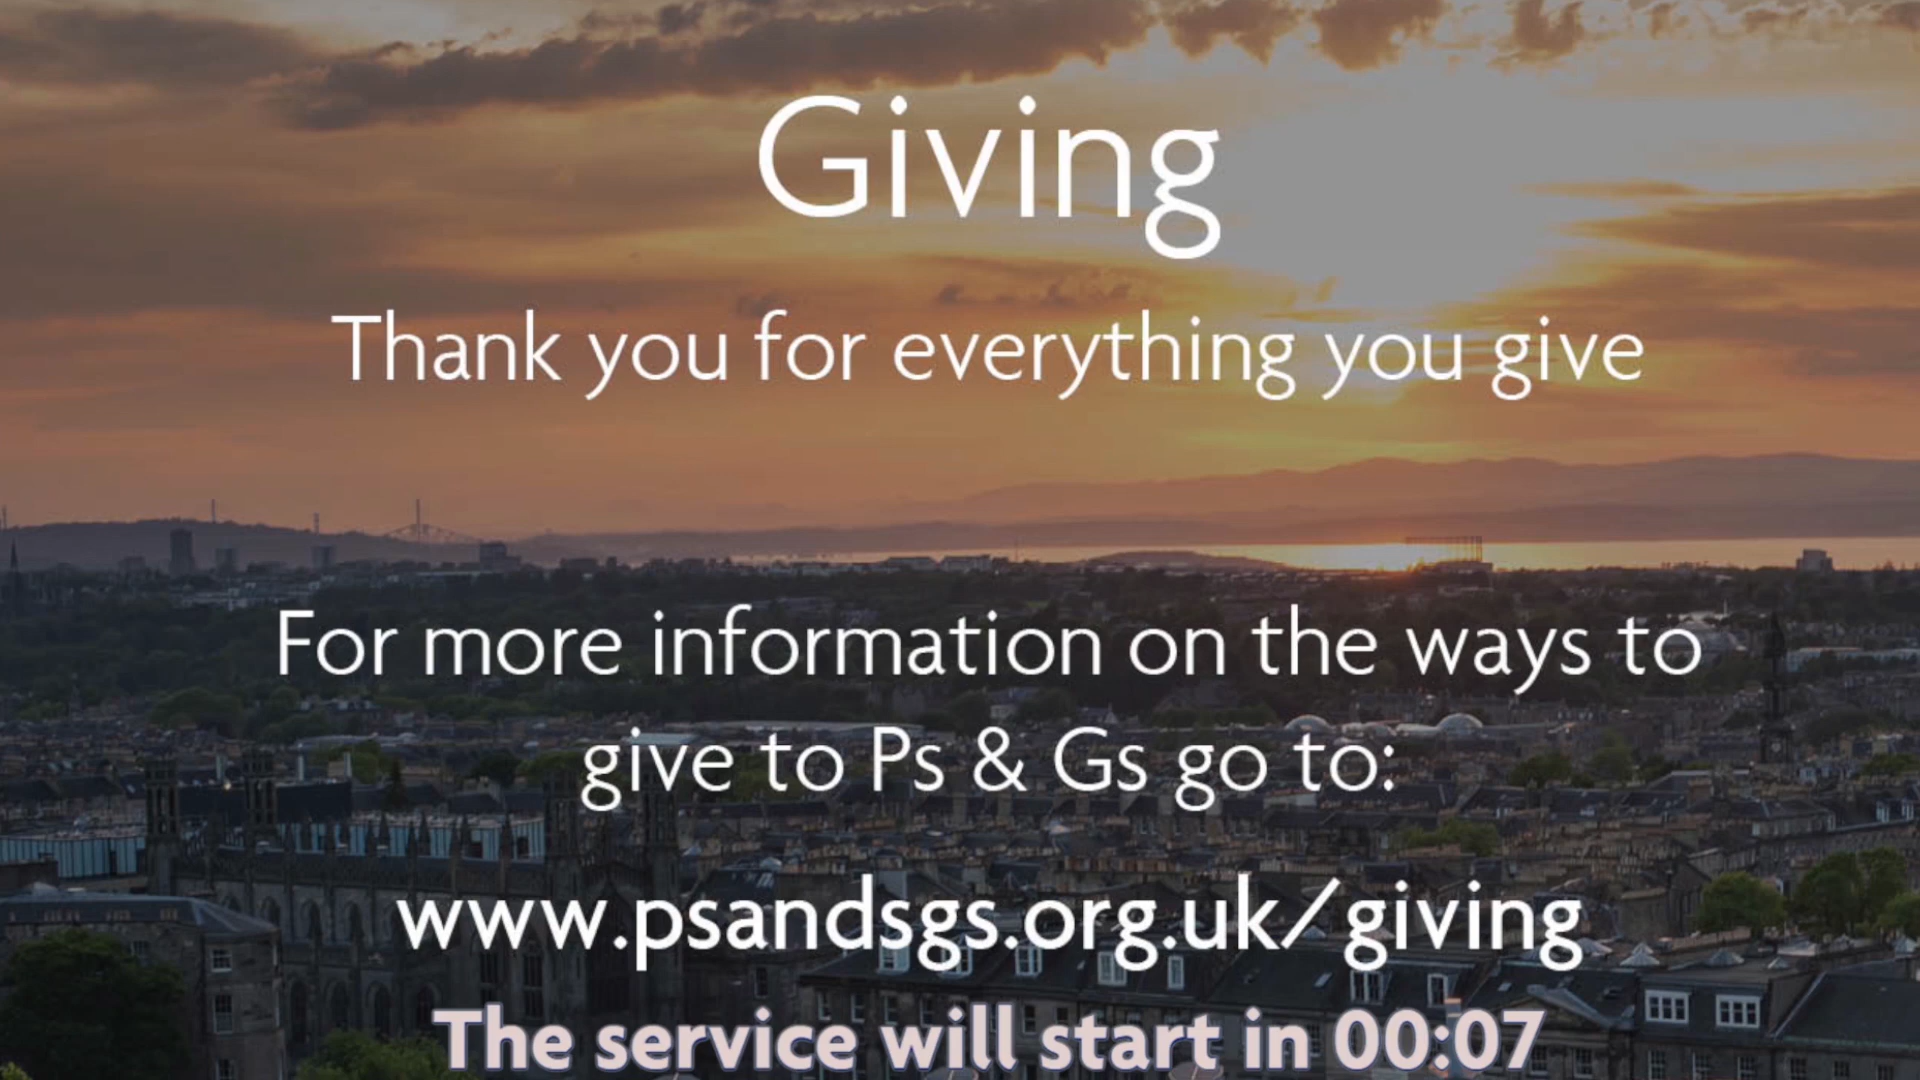 Giving
Thank you for everything you give
For more information on the ways to
give to Ps & Gs go to:
www.psandsgs.org.uk/giving
The service will start in 00:07